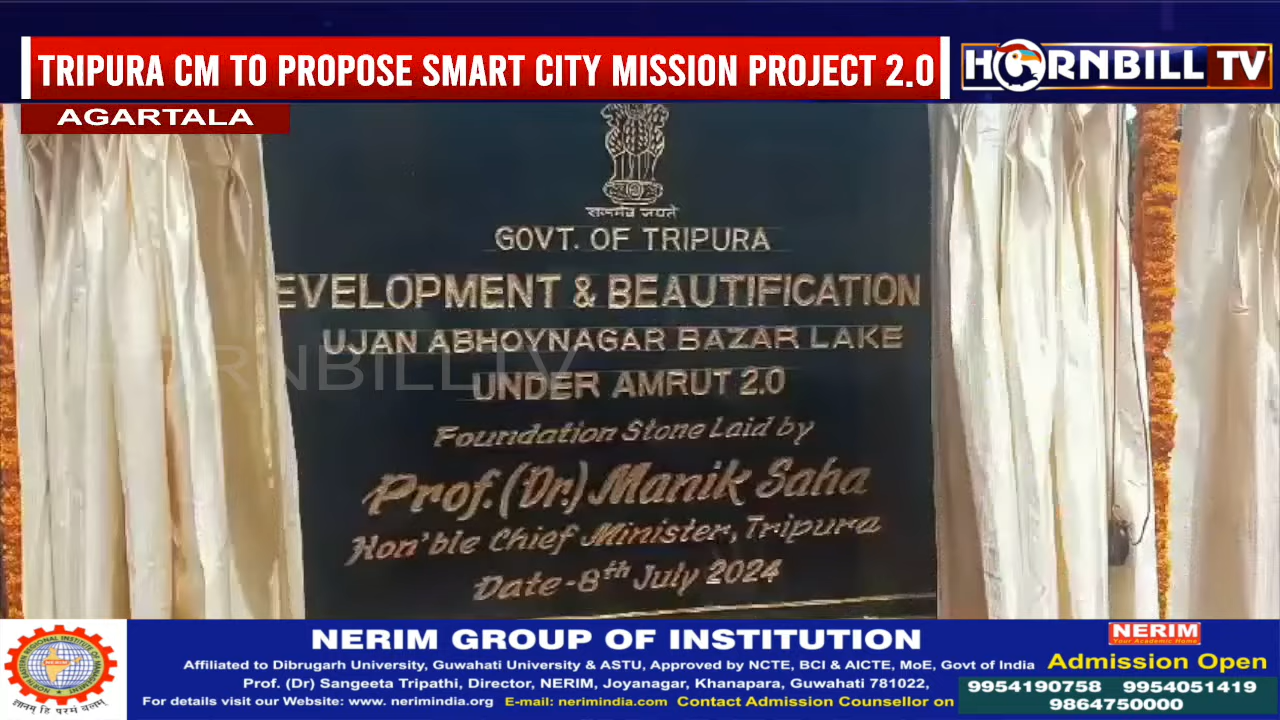 TRIPURA CM TO PROPOSE SMART CITY MISSION PROJECT 2.0
HORNBILL TV
AGARTALA
सत्यमेव जयते
GOVT. OF TRIPURA
EVELOPMENT & BEAUTIFICATION
UJAN ABHOYNAGAR BAZAR LAKE
HORNBILL TV
UNDER AMRUT 2.0
Foundation Stone Laid by
Prof. (Dr.) Manik Saha
Hon'ble Chief Minister, Tripura
Date-8th July 2024
NERIM GROUP OF INSTITUTION
NERIM
Your Academic Home
Affiliated to Dibrugarh University, Guwahati University & ASTU, Approved by NCTE, BCI & AICTE, MoE, Govt of India
Admission Open
Prof. (Dr) Sangeeta Tripathi, Director, NERIM, Joyanagar, Khanapara, Guwahati 781022,
9954190758 9954051419
For details visit our Website: www. nerimindia.org E-mail: nerimindia.com Contact Admission Counsellor on
9864750000